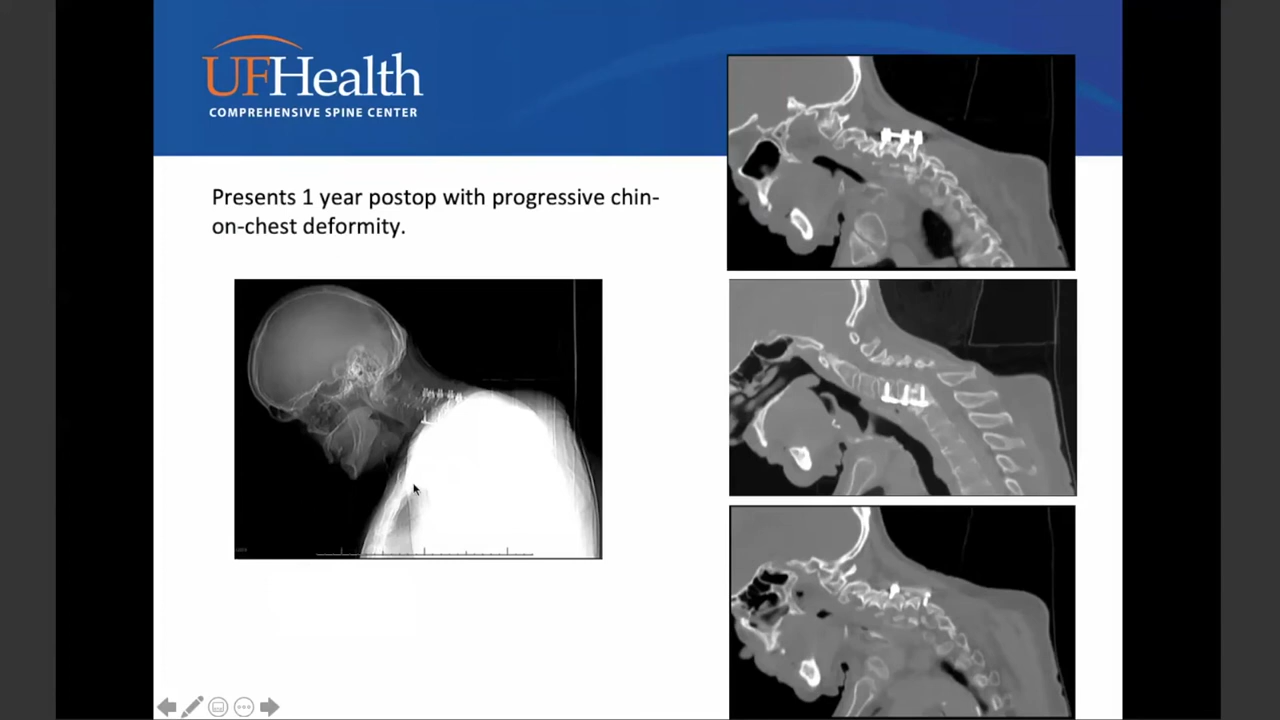 UFHealth
COMPREHENSIVE SPINE CENTER
Presents 1 year postop with progressive chin-
on-chest deformity.